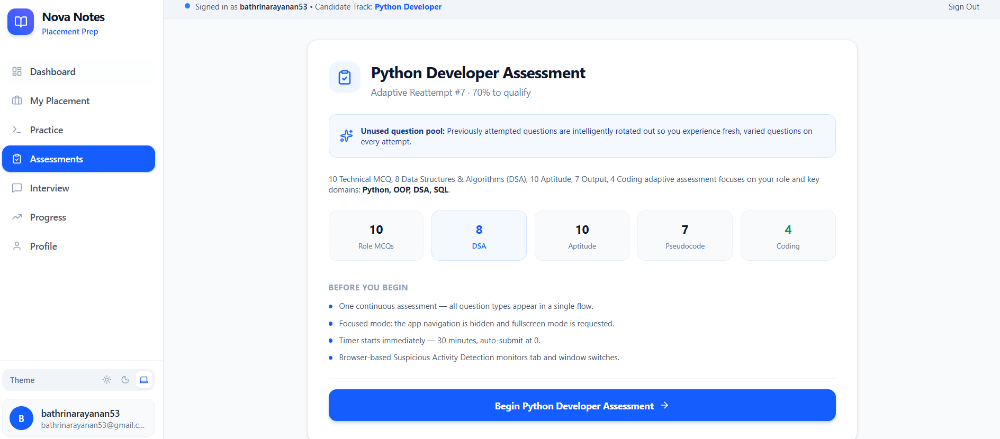 Nova Notes
Placement Prep
Dashboard
My Placement
Practice
Assessments
Interview
Progress
Profile
Theme
B
bathrinarayanan53
bathrinarayanan53@gmail.c...
Signed in as bathrinarayanan53 • Candidate Track: Python Developer
Sign Out
Python Developer Assessment
Adaptive Reattempt #7 · 70% to qualify
Unused question pool: Previously attempted questions are intelligently rotated out so you experience fresh, varied questions on
every attempt.
10 Technical MCQ, 8 Data Structures & Algorithms (DSA), 10 Aptitude, 7 Output, 4 Coding adaptive assessment focuses on your role and key
domains: Python, OOP, DSA, SQL.
10
Role MCQs
8
DSA
10
Aptitude
7
Pseudocode
4
Coding
BEFORE YOU BEGIN
One continuous assessment — all question types appear in a single flow.
Focused mode: the app navigation is hidden and fullscreen mode is requested.
Timer starts immediately — 30 minutes, auto-submit at 0.
Browser-based Suspicious Activity Detection monitors tab and window switches.
Begin Python Developer Assessment →